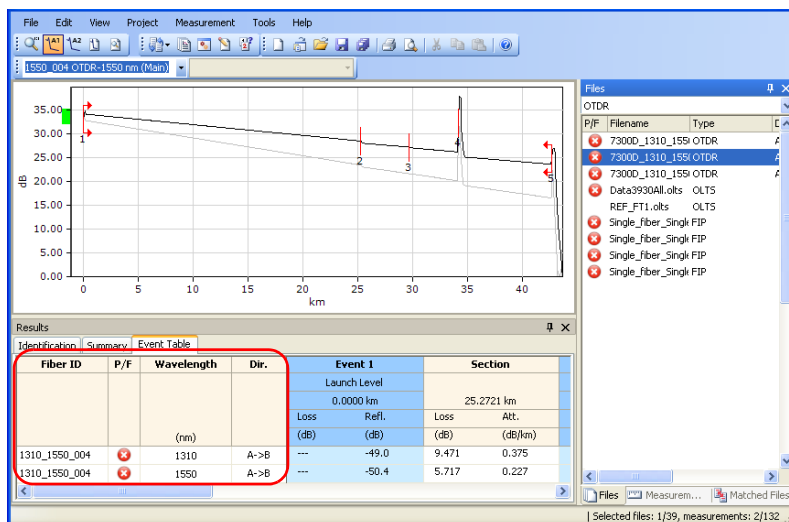 File Edit View Project Measurement Tools Help
1550_004 OTDR-1550 nm (Main)
35.00
30.00
25.00
20.00
15.00
10.00
5.00
0.00
dB
1
2
3
4
5
0 5 10 15 20 25 30 35 40
km
Results
Identification Summary Event Table
Fiber ID P/F Wavelength Dir. Event 1 Section
Launch Level
0.0000 km 25.2721 km
Loss Refl. Loss Att.
(nm) (dB) (dB) (dB) (dB/km)
1310_1550_004 1310 A->B --- -49.0 9.471 0.375
1310_1550_004 1550 A->B --- -50.4 5.717 0.227
Files
OTDR
P/F Filename Type
7300D_1310_155 OTDR
7300D_1310_155 OTDR
7300D_1310_155 OTDR
Data3930All.olts OLTS
REF_FT1.olts OLTS
Single_fiber_Singl FIP
Single_fiber_Singl FIP
Single_fiber_Singl FIP
Single_fiber_Singl FIP
Files Measurem... Matched Files
Selected files: 1/39, measurements: 2/132